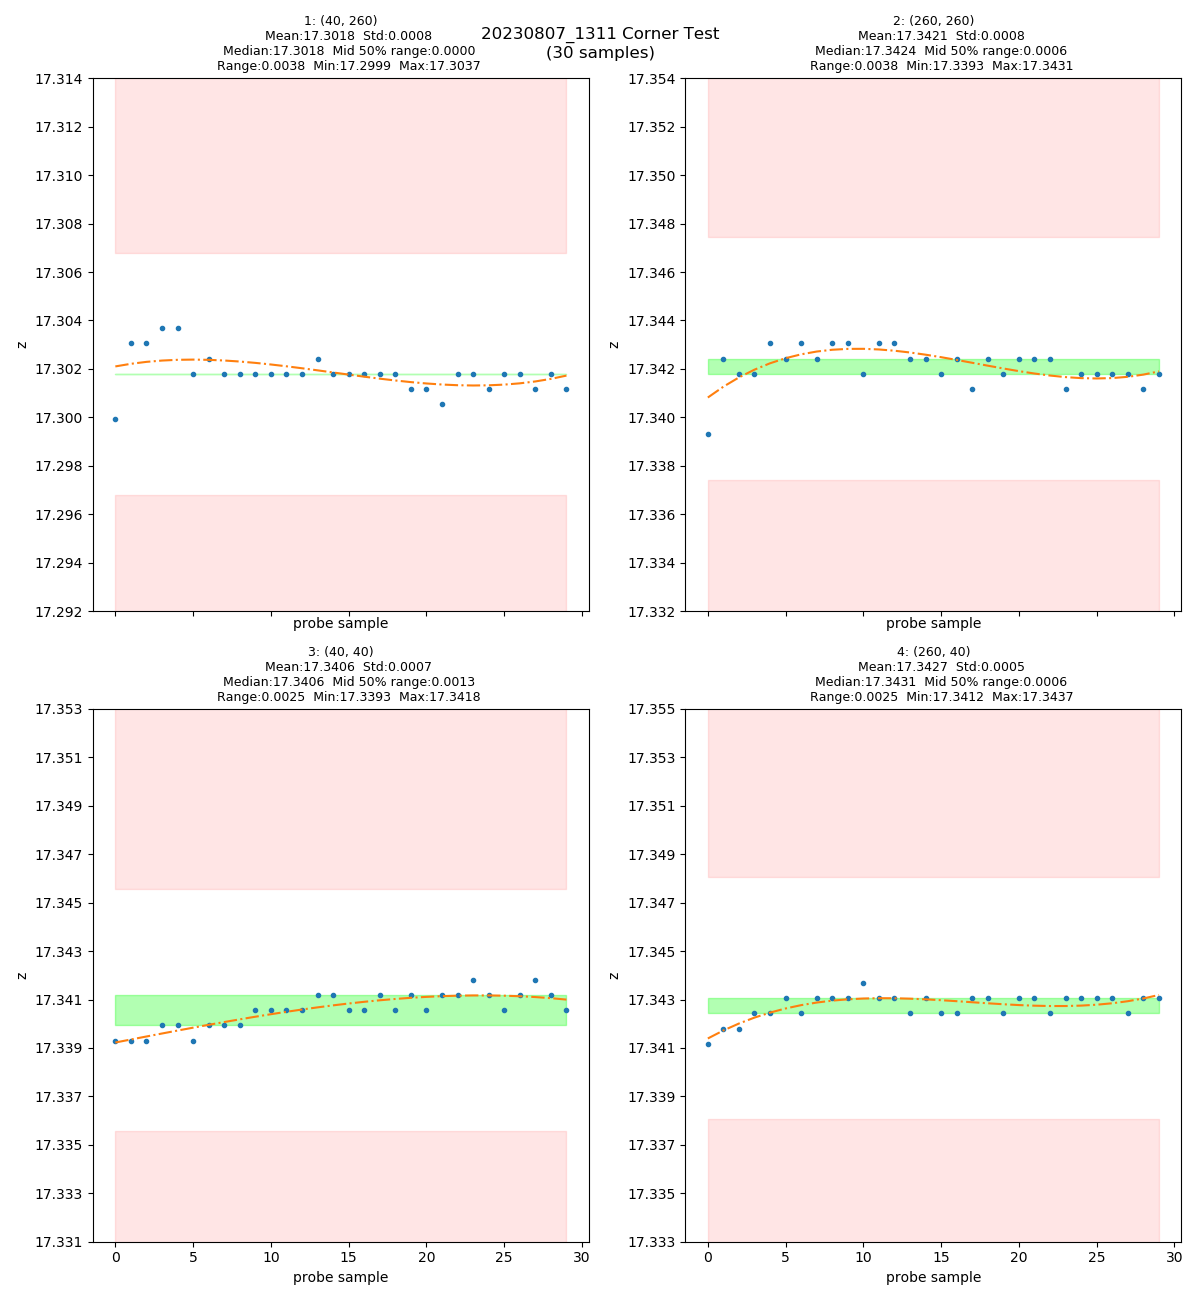 20230807_1311 Corner Test
(30 samples)
1: (40, 260)
Mean:17.3018  Std:0.0008
Median:17.3018  Mid 50% range:0.0000
Range:0.0038  Min:17.2999  Max:17.3037
17.314
17.312
17.310
17.308
17.306
17.304
17.302
17.300
17.298
17.296
17.294
17.292
z
probe sample
2: (260, 260)
Mean:17.3421  Std:0.0008
Median:17.3424  Mid 50% range:0.0006
Range:0.0038  Min:17.3393  Max:17.3431
17.354
17.352
17.350
17.348
17.346
17.344
17.342
17.340
17.338
17.336
17.334
17.332
z
probe sample
3: (40, 40)
Mean:17.3406  Std:0.0007
Median:17.3406  Mid 50% range:0.0013
Range:0.0025  Min:17.3393  Max:17.3418
17.353
17.351
17.349
17.347
17.345
17.343
17.341
17.339
17.337
17.335
17.333
17.331
z
0 5 10 15 20 25 30
probe sample
4: (260, 40)
Mean:17.3427  Std:0.0005
Median:17.3431  Mid 50% range:0.0006
Range:0.0025  Min:17.3412  Max:17.3437
17.355
17.353
17.351
17.349
17.347
17.345
17.343
17.341
17.339
17.337
17.335
17.333
z
0 5 10 15 20 25 30
probe sample